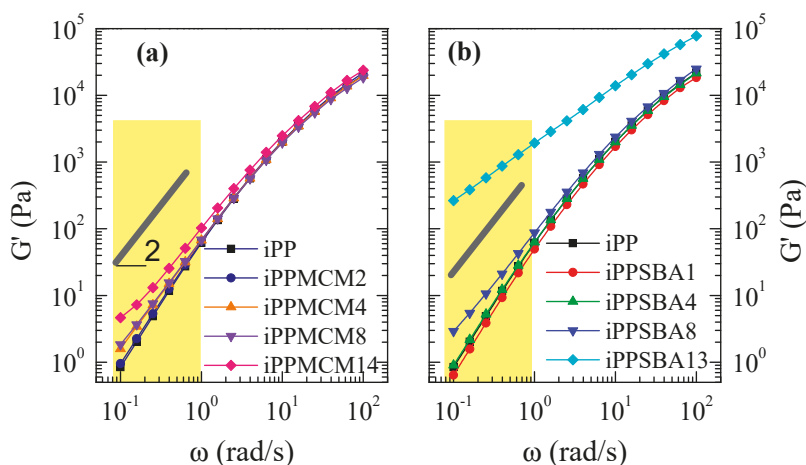 (a)
(b)
10^5
10^4
10^3
10^2
10^1
10^0
G' (Pa)
2
iPP
iPPMCM2
iPPMCM4
iPPMCM8
iPPMCM14
iPP
iPPSBA1
iPPSBA4
iPPSBA8
iPPSBA13
10^5
10^4
10^3
10^2
10^1
10^0
G' (Pa)
10^-1 10^0 10^1 10^2
10^-1 10^0 10^1 10^2
ω (rad/s)
ω (rad/s)